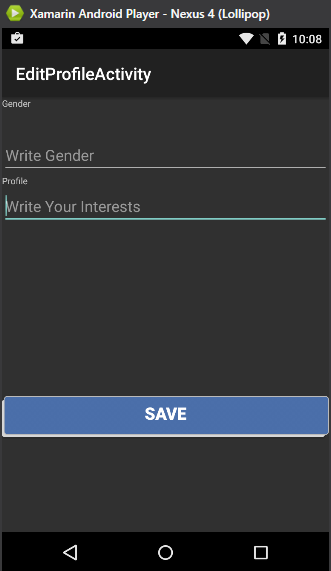 Xamarin Android Player - Nexus 4 (Lollipop)
10:08
EditProfileActivity
Gender
Write Gender
Profile
Write Your Interests
SAVE